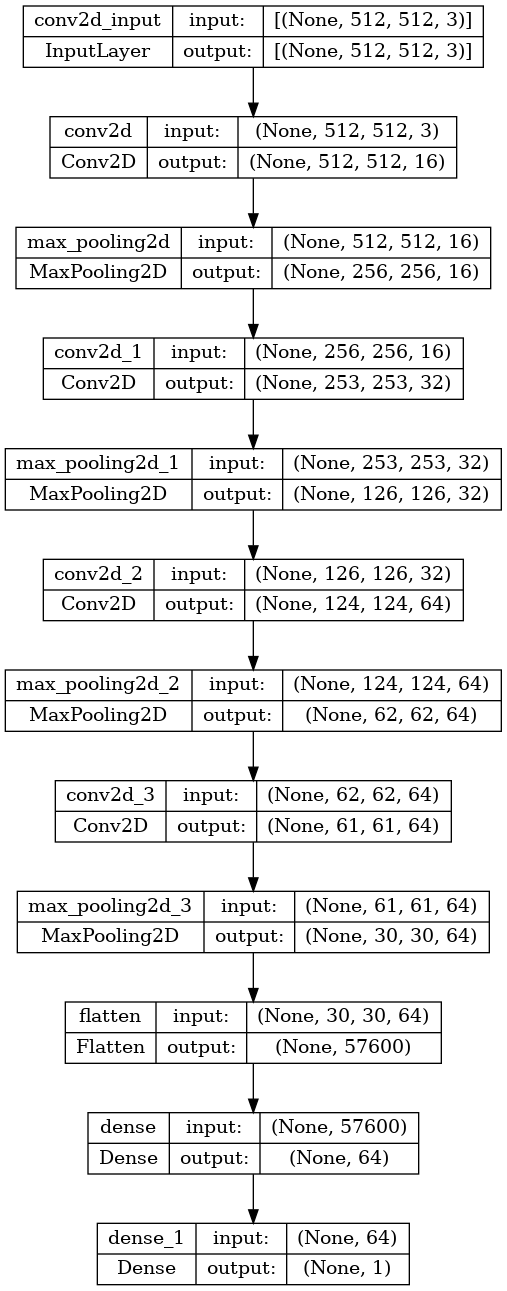 conv2d_input input: [(None, 512, 512, 3)]
InputLayer output: [(None, 512, 512, 3)]
conv2d input: (None, 512, 512, 3)
Conv2D output: (None, 512, 512, 16)
max_pooling2d input: (None, 512, 512, 16)
MaxPooling2D output: (None, 256, 256, 16)
conv2d_1 input: (None, 256, 256, 16)
Conv2D output: (None, 253, 253, 32)
max_pooling2d_1 input: (None, 253, 253, 32)
MaxPooling2D output: (None, 126, 126, 32)
conv2d_2 input: (None, 126, 126, 32)
Conv2D output: (None, 124, 124, 64)
max_pooling2d_2 input: (None, 124, 124, 64)
MaxPooling2D output: (None, 62, 62, 64)
conv2d_3 input: (None, 62, 62, 64)
Conv2D output: (None, 61, 61, 64)
max_pooling2d_3 input: (None, 61, 61, 64)
MaxPooling2D output: (None, 30, 30, 64)
flatten input: (None, 30, 30, 64)
Flatten output: (None, 57600)
dense input: (None, 57600)
Dense output: (None, 64)
dense_1 input: (None, 64)
Dense output: (None, 1)